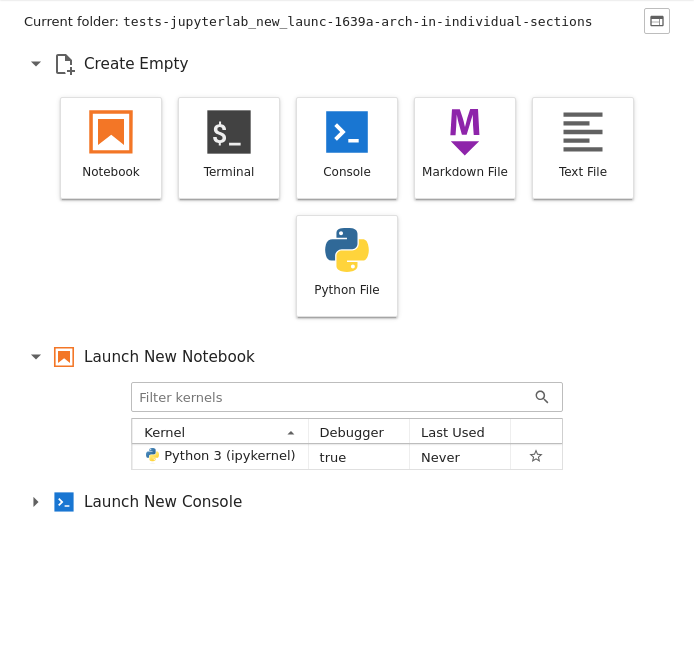 Current folder: tests-jupyterlab_new_launc-1639a-arch-in-individual-sections
Create Empty
$_ >_ M
Notebook Terminal Console Markdown File Text File
Python File
Launch New Notebook
Filter kernels
Kernel Debugger Last Used
Python 3 (ipykernel) true Never
>_ Launch New Console